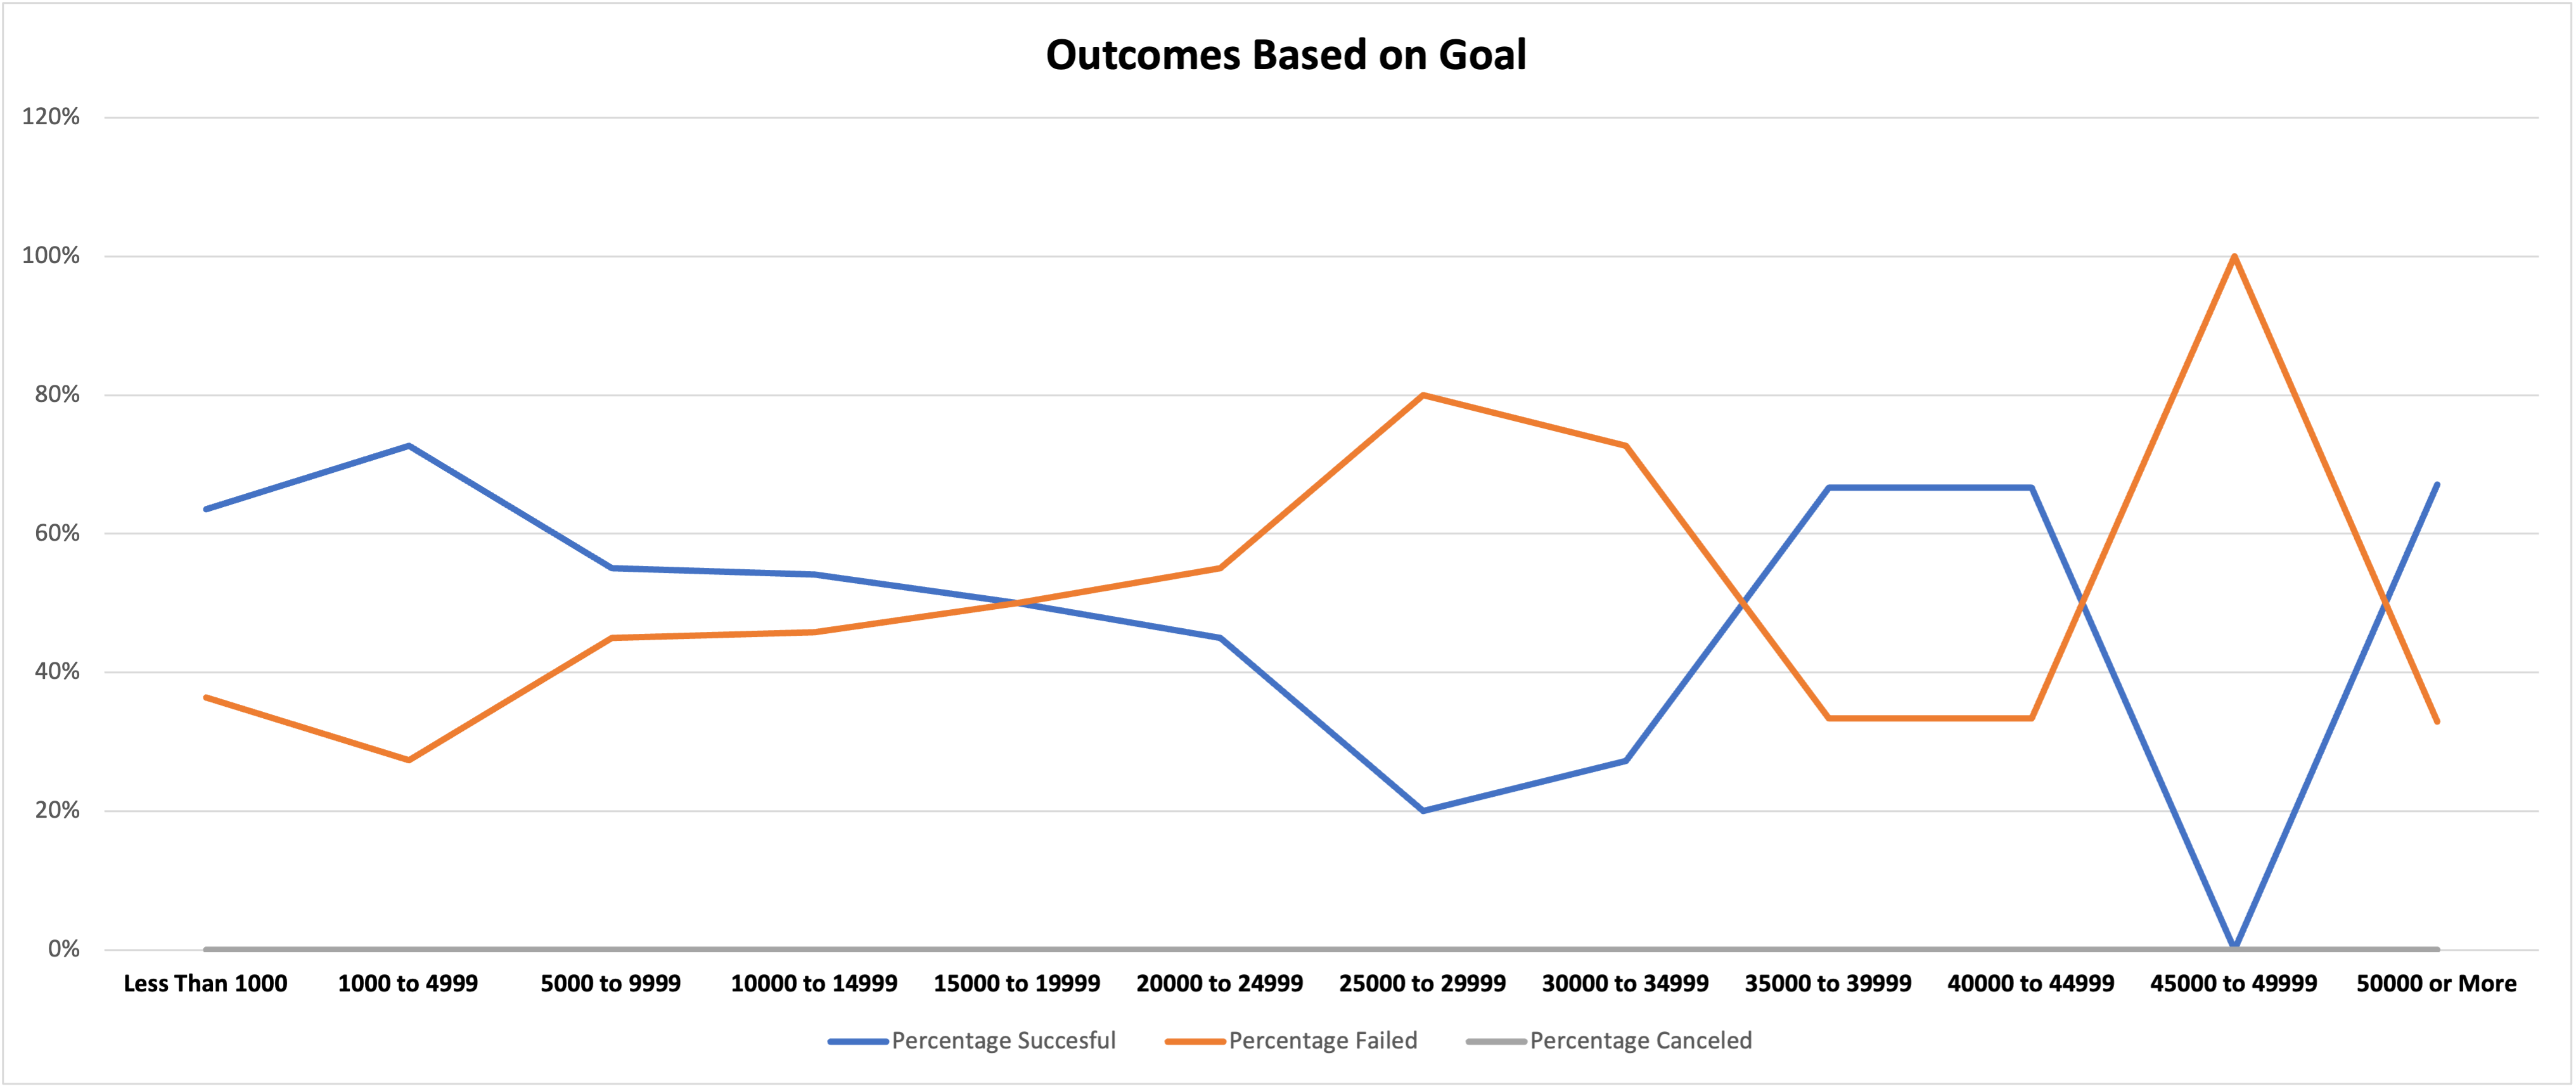 Outcomes Based on Goal
120%
100%
80%
60%
40%
20%
0%
Less Than 1000 1000 to 4999 5000 to 9999 10000 to 14999 15000 to 19999 20000 to 24999 25000 to 29999 30000 to 34999 35000 to 39999 40000 to 44999 45000 to 49999 50000 or More
Percentage Succesful Percentage Failed Percentage Canceled